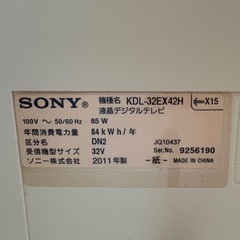 SONY 機種名 KDL-32EX42H
液晶デジタルテレビ
←X15
100V ~ 50/60Hz 85W
年間消費電力量 84kWh/年
区分名 DN2 JQ10437
受信機型サイズ 32V Ser.No. 9256190
ソニー株式会社 2011年製 -紙- MADE IN CHINA